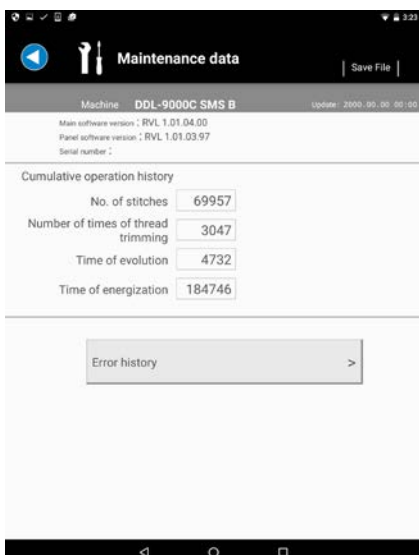 3:23
Maintenance data
Save File
Machine DDL-9000C SMS B Update: 2000.00.00 00:00
Main software version : RVL 1.01.04.00
Panel software version : RVL 1.01.03.97
Serial number :
Cumulative operation history
No. of stitches 69957
Number of times of thread
trimming 3047
Time of evolution 4732
Time of energization 184746
Error history >